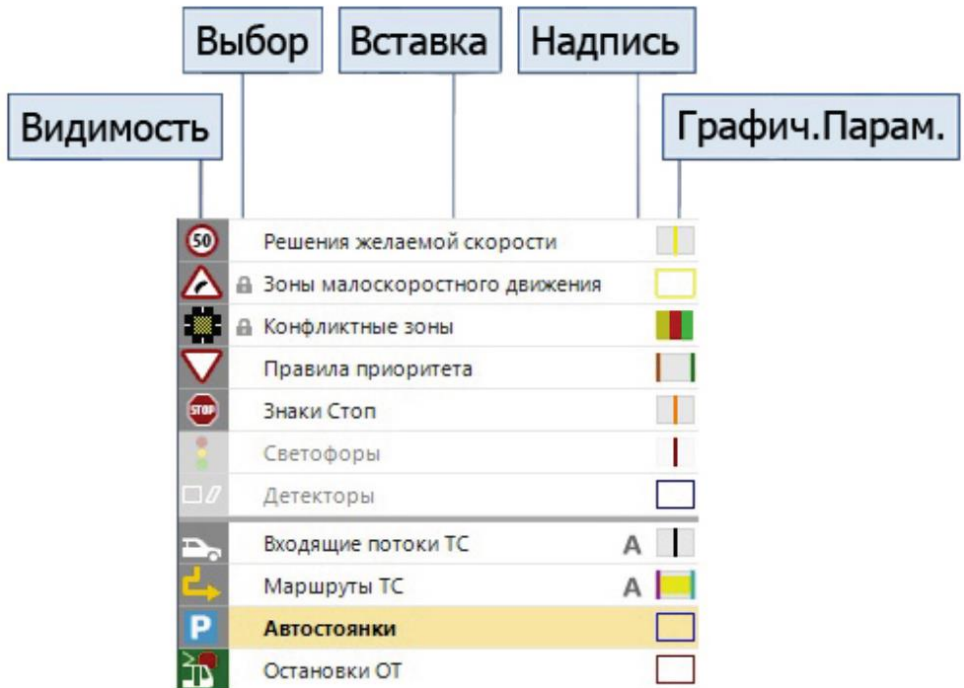 Выбор
Вставка
Надпись
Видимость
Графич.Парам.
50
Решения желаемой скорости
Зоны малоскоростного движения
Конфликтные зоны
Правила приоритета
STOP
Знаки Стоп
Светофоры
Детекторы
Входящие потоки ТС
A
Маршруты ТС
A
P
Автостоянки
Остановки ОТ